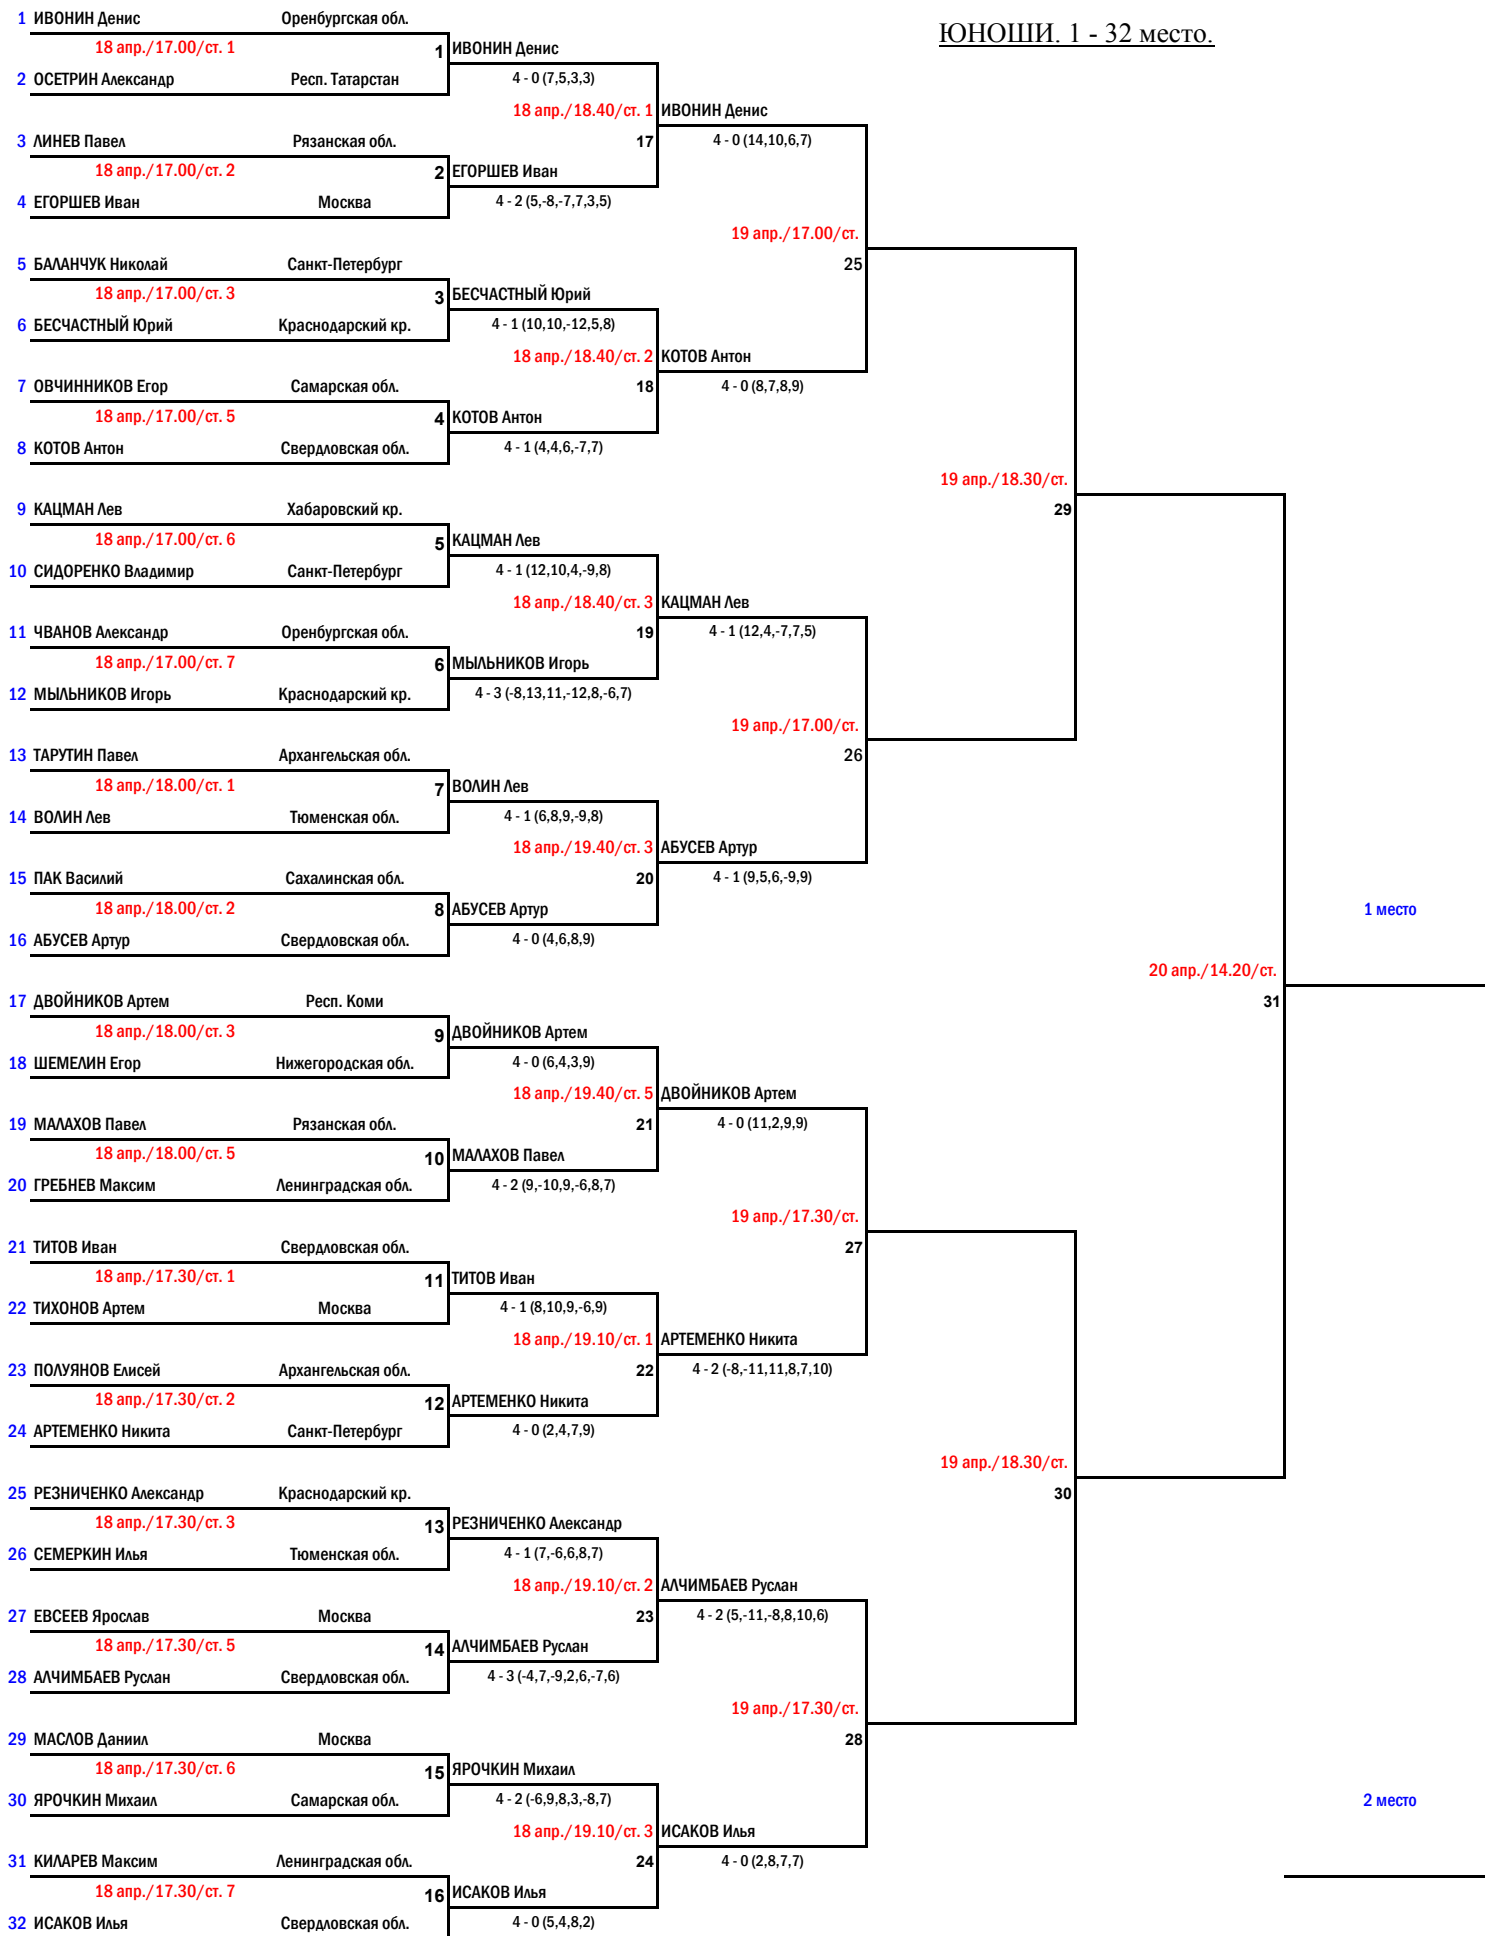 ЮНОШИ. 1 - 32 место.
1 ИВОНИН Денис Оренбургская обл.
18 апр./17.00/ст. 1 1 ИВОНИН Денис
2 ОСЕТРИН Александр Респ. Татарстан 4 - 0 (7,5,3,3)
18 апр./18.40/ст. 1 ИВОНИН Денис
3 ЛИНЕВ Павел Рязанская обл. 17 4 - 0 (14,10,6,7)
18 апр./17.00/ст. 2 2 ЕГОРШЕВ Иван
4 ЕГОРШЕВ Иван Москва 4 - 2 (5,-8,-7,7,3,5)
19 апр./17.00/ст.
5 БАЛАНЧУК Николай Санкт-Петербург 25
18 апр./17.00/ст. 3 3 БЕСЧАСТНЫЙ Юрий
6 БЕСЧАСТНЫЙ Юрий Краснодарский кр. 4 - 1 (10,10,-12,5,8)
18 апр./18.40/ст. 2 КОТОВ Антон
7 ОВЧИННИКОВ Егор Самарская обл. 18 4 - 0 (8,7,8,9)
18 апр./17.00/ст. 5 4 КОТОВ Антон
8 КОТОВ Антон Свердловская обл. 4 - 1 (4,4,6,-7,7)
19 апр./18.30/ст.
9 КАЦМАН Лев Хабаровский кр. 29
18 апр./17.00/ст. 6 5 КАЦМАН Лев
10 СИДОРЕНКО Владимир Санкт-Петербург 4 - 1 (12,10,4,-9,8)
18 апр./18.40/ст. 3 КАЦМАН Лев
11 ЧВАНОВ Александр Оренбургская обл. 19 4 - 1 (12,4,-7,7,5)
18 апр./17.00/ст. 7 6 МЫЛЬНИКОВ Игорь
12 МЫЛЬНИКОВ Игорь Краснодарский кр. 4 - 3 (-8,13,11,-12,8,-6,7)
19 апр./17.00/ст.
13 ТАРУТИН Павел Архангельская обл. 26
18 апр./18.00/ст. 1 7 ВОЛИН Лев
14 ВОЛИН Лев Тюменская обл. 4 - 1 (6,8,9,-9,8)
18 апр./19.40/ст. 3 АБУСЕВ Артур
15 ПАК Василий Сахалинская обл. 20 4 - 1 (9,5,6,-9,9)
18 апр./18.00/ст. 2 8 АБУСЕВ Артур 1 место
16 АБУСЕВ Артур Свердловская обл. 4 - 0 (4,6,8,9)
20 апр./14.20/ст.
17 ДВОЙНИКОВ Артем Респ. Коми 31
18 апр./18.00/ст. 3 9 ДВОЙНИКОВ Артем
18 ШЕМЕЛИН Егор Нижегородская обл. 4 - 0 (6,4,3,9)
18 апр./19.40/ст. 5 ДВОЙНИКОВ Артем
19 МАЛАХОВ Павел Рязанская обл. 21 4 - 0 (11,2,9,9)
18 апр./18.00/ст. 5 10 МАЛАХОВ Павел
20 ГРЕБНЕВ Максим Ленинградская обл. 4 - 2 (9,-10,9,-6,8,7)
19 апр./17.30/ст.
21 ТИТОВ Иван Свердловская обл. 27
18 апр./17.30/ст. 1 11 ТИТОВ Иван
22 ТИХОНОВ Артем Москва 4 - 1 (8,10,9,-6,9)
18 апр./19.10/ст. 1 АРТЕМЕНКО Никита
23 ПОЛУЯНОВ Елисей Архангельская обл. 22 4 - 2 (-8,-11,11,8,7,10)
18 апр./17.30/ст. 2 12 АРТЕМЕНКО Никита
24 АРТЕМЕНКО Никита Санкт-Петербург 4 - 0 (2,4,7,9)
19 апр./18.30/ст.
25 РЕЗНИЧЕНКО Александр Краснодарский кр. 30
18 апр./17.30/ст. 3 13 РЕЗНИЧЕНКО Александр
26 СЕМЕРКИН Илья Тюменская обл. 4 - 1 (7,-6,6,8,7)
18 апр./19.10/ст. 2 АЛЧИМБАЕВ Руслан
27 ЕВСЕЕВ Ярослав Москва 23 4 - 2 (5,-11,-8,8,10,6)
18 апр./17.30/ст. 5 14 АЛЧИМБАЕВ Руслан
28 АЛЧИМБАЕВ Руслан Свердловская обл. 4 - 3 (-4,7,-9,2,6,-7,6)
19 апр./17.30/ст.
29 МАСЛОВ Даниил Москва 28
18 апр./17.30/ст. 6 15 ЯРОЧКИН Михаил
30 ЯРОЧКИН Михаил Самарская обл. 4 - 2 (-6,9,8,3,-8,7) 2 место
18 апр./19.10/ст. 3 ИСАКОВ Илья
31 КИЛАРЕВ Максим Ленинградская обл. 24 4 - 0 (2,8,7,7)
18 апр./17.30/ст. 7 16 ИСАКОВ Илья
32 ИСАКОВ Илья Свердловская обл. 4 - 0 (5,4,8,2)